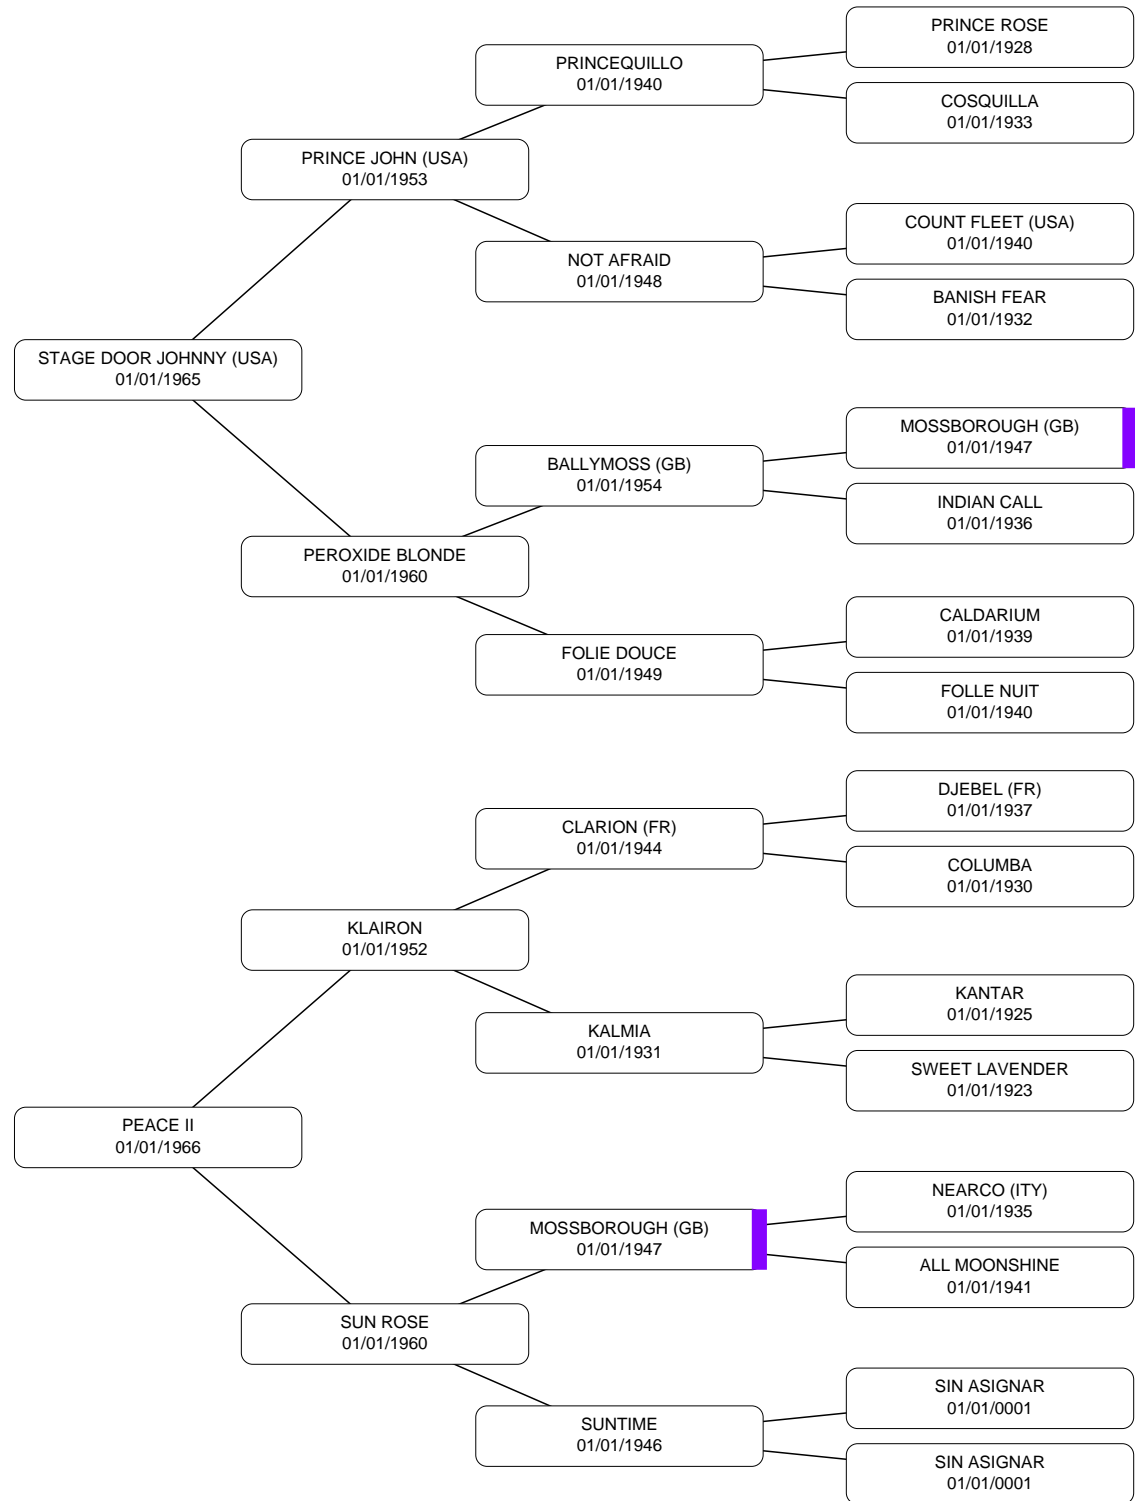 PRINCE ROSE
01/01/1928
PRINCEQUILLO
01/01/1940
COSQUILLA
01/01/1933
PRINCE JOHN (USA)
01/01/1953
COUNT FLEET (USA)
01/01/1940
NOT AFRAID
01/01/1948
BANISH FEAR
01/01/1932
STAGE DOOR JOHNNY (USA)
01/01/1965
MOSSBOROUGH (GB)
01/01/1947
BALLYMOSS (GB)
01/01/1954
INDIAN CALL
01/01/1936
PEROXIDE BLONDE
01/01/1960
CALDARIUM
01/01/1939
FOLIE DOUCE
01/01/1949
FOLLE NUIT
01/01/1940
DJEBEL (FR)
01/01/1937
CLARION (FR)
01/01/1944
COLUMBA
01/01/1930
KLAIRON
01/01/1952
KANTAR
01/01/1925
KALMIA
01/01/1931
SWEET LAVENDER
01/01/1923
PEACE II
01/01/1966
NEARCO (ITY)
01/01/1935
MOSSBOROUGH (GB)
01/01/1947
ALL MOONSHINE
01/01/1941
SUN ROSE
01/01/1960
SIN ASIGNAR
01/01/0001
SUNTIME
01/01/1946
SIN ASIGNAR
01/01/0001